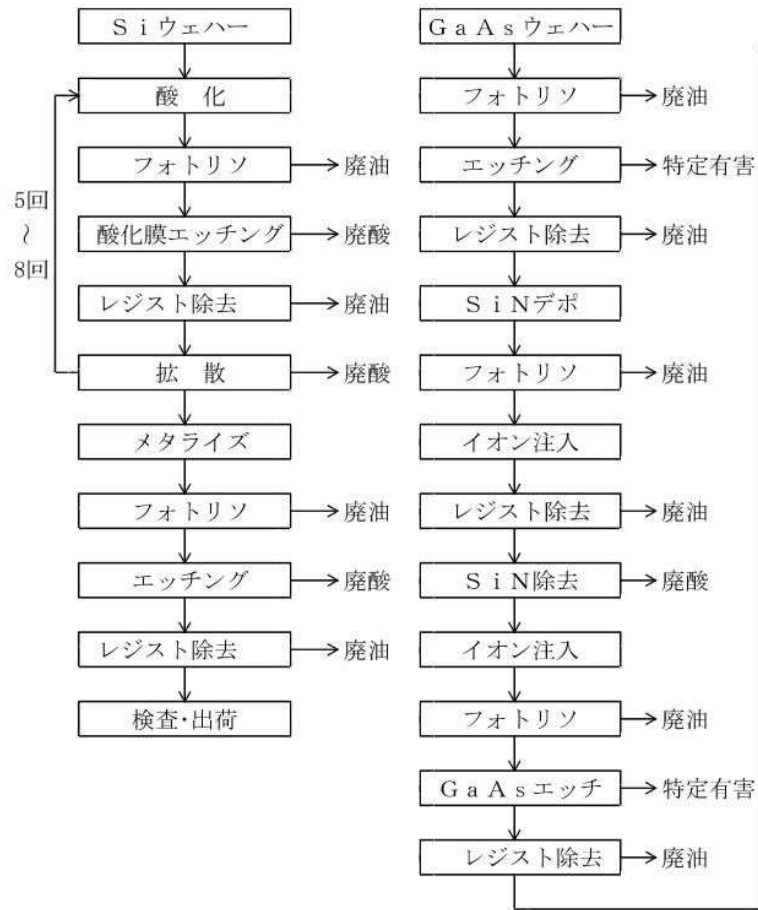 Ｓｉウェハー
酸　化
フォトリソ
廃油
酸化膜エッチング
廃酸
レジスト除去
廃油
拡　散
廃酸
5回
～
8回
メタライズ
フォトリソ
廃油
エッチング
廃酸
レジスト除去
廃油
検査・出荷
ＧａＡｓウェハー
フォトリソ
廃油
エッチング
特定有害
レジスト除去
廃油
ＳｉＮデポ
フォトリソ
廃油
イオン注入
レジスト除去
廃油
ＳｉＮ除去
廃酸
イオン注入
フォトリソ
廃油
ＧａＡｓエッチ
特定有害
レジスト除去
廃油